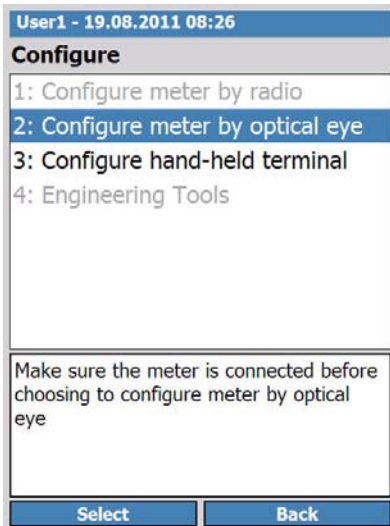 User1 - 19.08.2011 08:26
Configure
1: Configure meter by radio
2: Configure meter by optical eye
3: Configure hand-held terminal
4: Engineering Tools
Make sure the meter is connected before
choosing to configure meter by optical
eye
Select Back